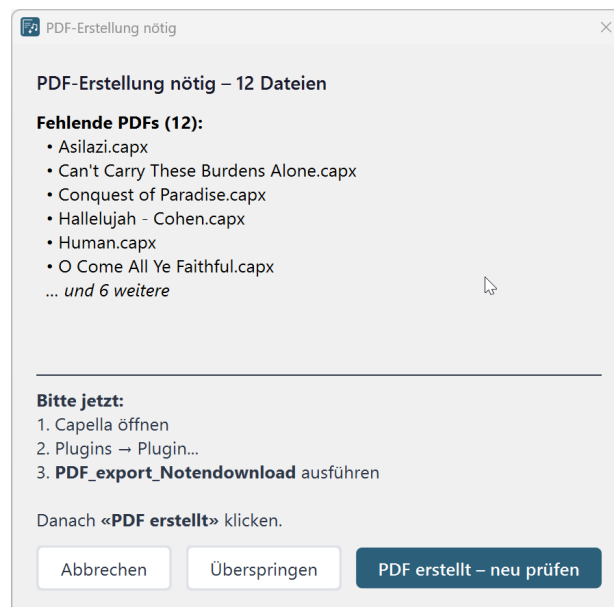 PDF-Erstellung nötig
PDF-Erstellung nötig – 12 Dateien
Fehlende PDFs (12):
• Asilazi.capx
• Can't Carry These Burdens Alone.capx
• Conquest of Paradise.capx
• Hallelujah - Cohen.capx
• Human.capx
• O Come All Ye Faithful.capx
... und 6 weitere
Bitte jetzt:
1. Capella öffnen
2. Plugins → Plugin...
3. PDF_export_Notendownload ausführen
Danach «PDF erstellt» klicken.
Abbrechen
Überspringen
PDF erstellt – neu prüfen